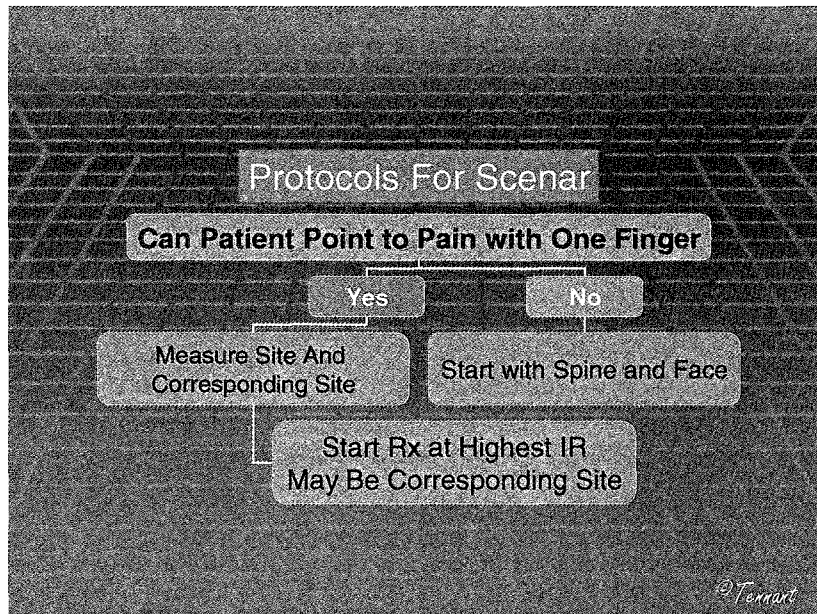 Protocols For Scenar
Can Patient Point to Pain with One Finger
Yes
No
Measure Site And
Corresponding Site
Start with Spine and Face
Start Rx at Highest IR
May Be Corresponding Site
© Tennant